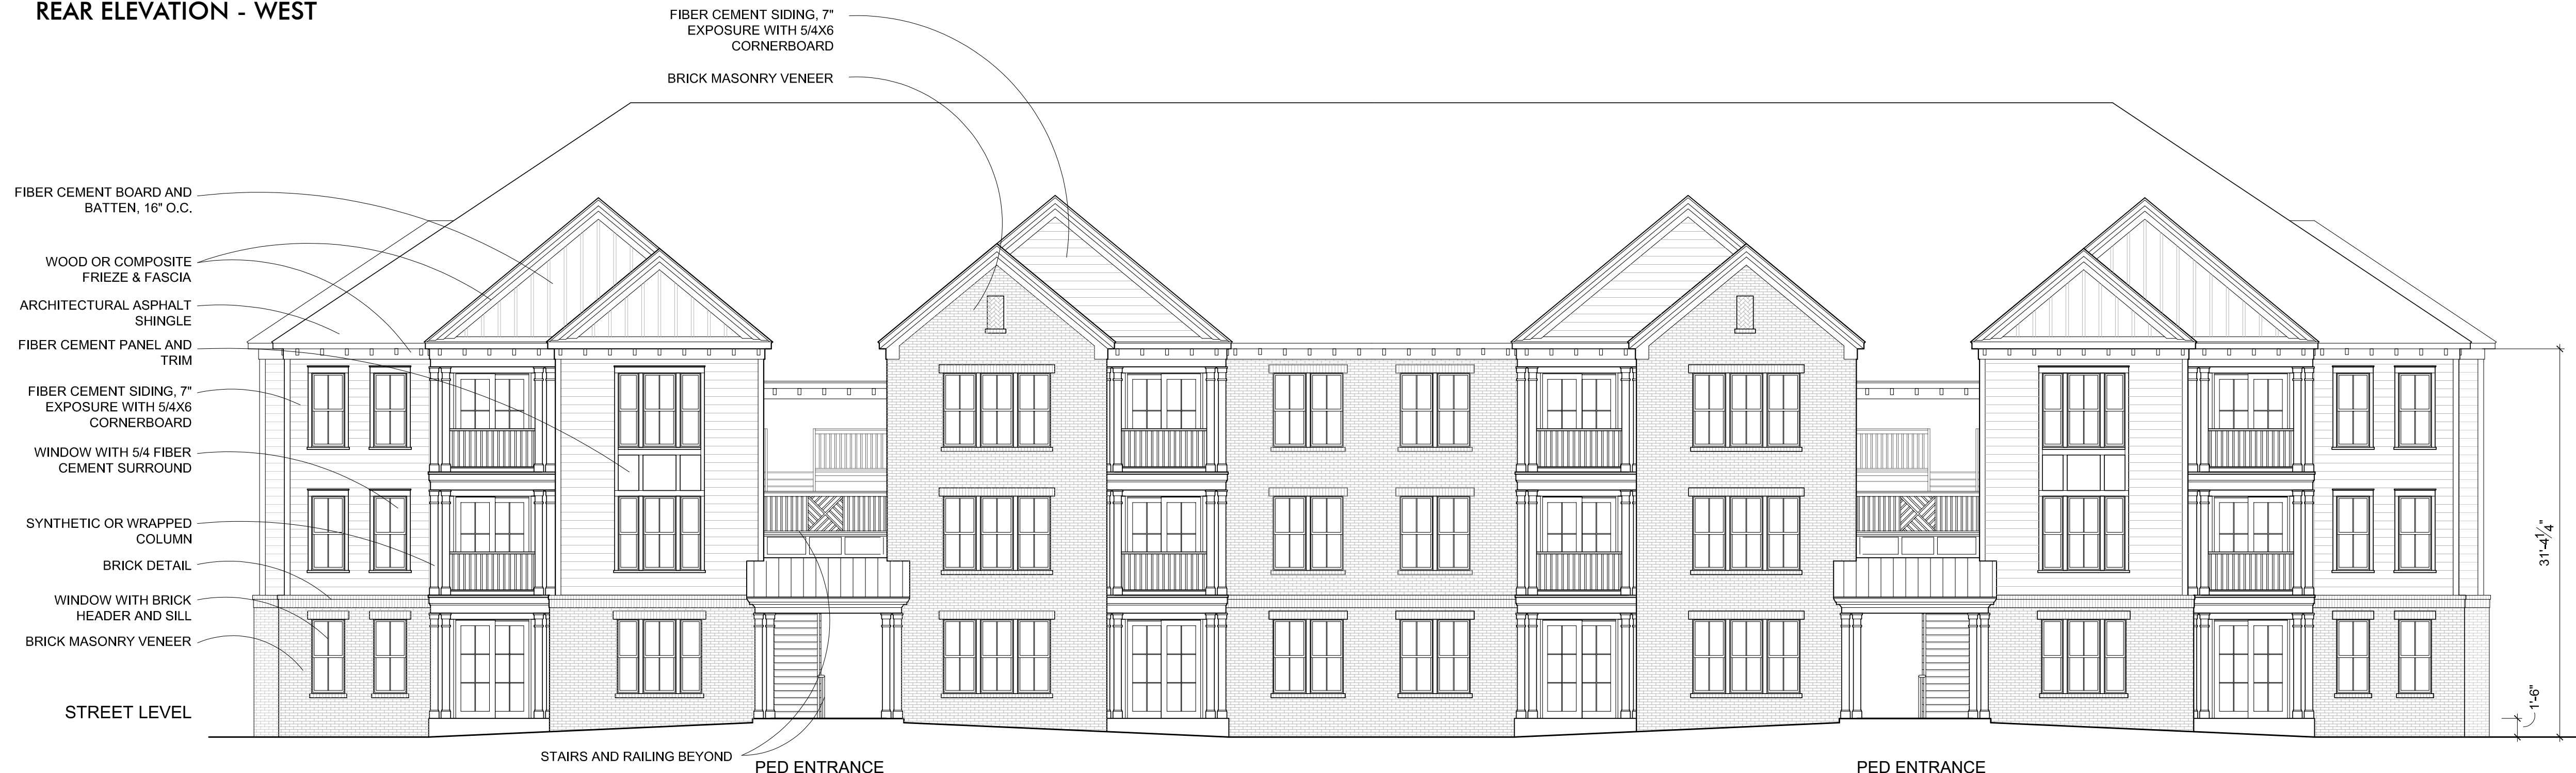 REAR ELEVATION - WEST
FIBER CEMENT SIDING, 7"
EXPOSURE WITH 5/4X6
CORNERBOARD
BRICK MASONRY VENEER
FIBER CEMENT BOARD AND
BATTEN, 16" O.C.
WOOD OR COMPOSITE
FRIEZE & FASCIA
ARCHITECTURAL ASPHALT
SHINGLE
FIBER CEMENT PANEL AND
TRIM
FIBER CEMENT SIDING, 7"
EXPOSURE WITH 5/4X6
CORNERBOARD
WINDOW WITH 5/4 FIBER
CEMENT SURROUND
SYNTHETIC OR WRAPPED
COLUMN
BRICK DETAIL
WINDOW WITH BRICK
HEADER AND SILL
BRICK MASONRY VENEER
STREET LEVEL
STAIRS AND RAILING BEYOND
PED ENTRANCE
PED ENTRANCE
31'-4 1/4"
1'-6"